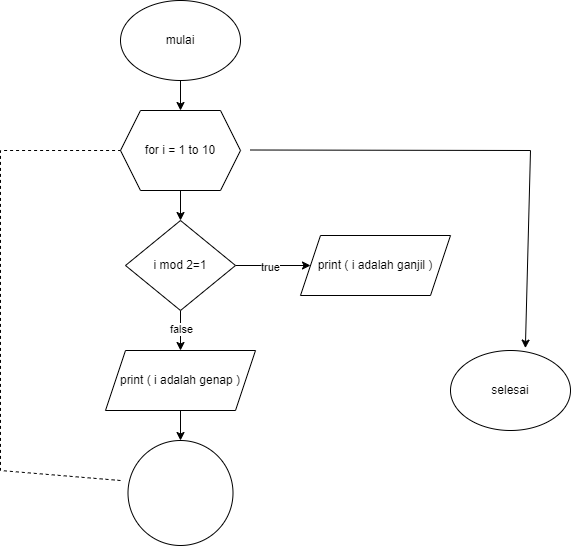 mulai
for i = 1 to 10
i mod 2=1
true
print ( i adalah ganjil )
false
print ( i adalah genap )
selesai